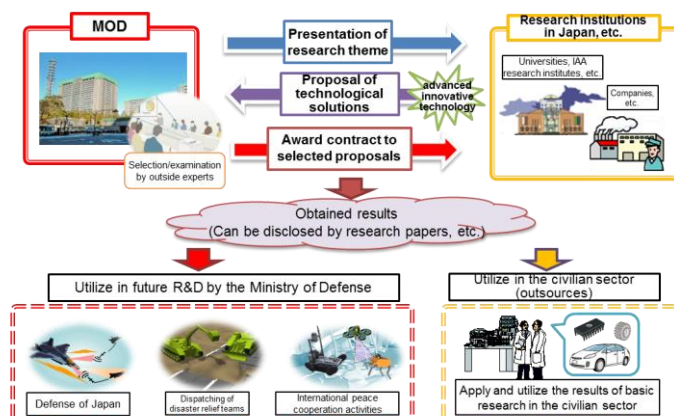 MOD
Presentation of
research theme
Research institutions
in Japan, etc.
Universities, IAA
research institutes, etc.
Companies,
etc.
Proposal of
technological
solutions
advanced
innovative
technology
Award contract to
selected proposals
Selection/examination
by outside experts
Obtained results
(Can be disclosed by research papers, etc.)
Utilize in future R&D by the Ministry of Defense
Utilize in the civilian sector
(outsources)
Defense of Japan
Dispatching of
disaster relief teams
International peace
cooperation activities
Apply and utilize the results of basic
research in the civilian sector